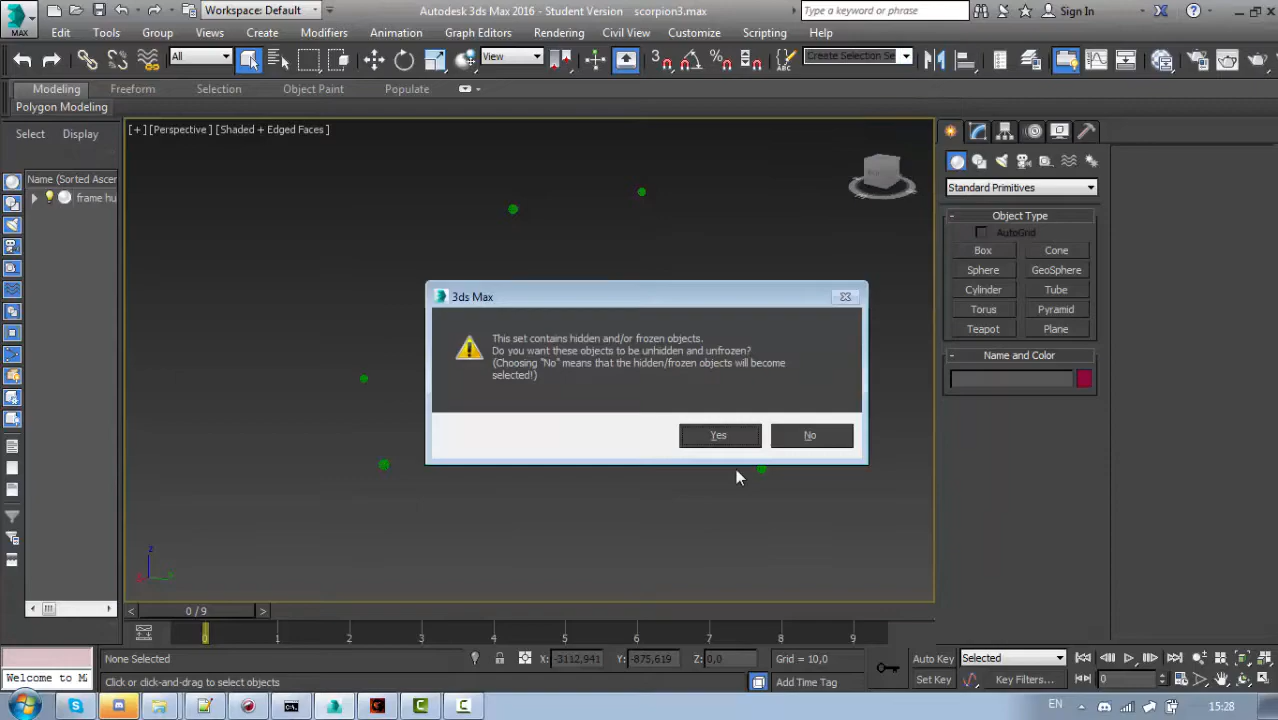 Workspace: Default
Autodesk 3ds Max 2016 - Student Version scorpion3.max
Type a keyword or phrase
Sign In
MAX
Edit Tools Group Views Create Modifiers Animation Graph Editors Rendering Civil View Customize Scripting Help
All
View
Create Selection Se
Modeling Freeform Selection Object Paint Populate
Polygon Modeling
Select Display
[+] [Perspective] [Shaded + Edged Faces]
Name (Sorted Ascen
frame hu
Standard Primitives
Object Type
AutoGrid
Box Cone
Sphere GeoSphere
Cylinder Tube
Torus Pyramid
Teapot Plane
Name and Color
3ds Max
This set contains hidden and/or frozen objects.
Do you want these objects to be unhidden and unfrozen?
(Choosing "No" means that the hidden/frozen objects will become
selected!)
Yes No
z
0 / 9
0 1 2 3 4 5 6 7 8 9
None Selected
X: -3112,941 Y: -875,619 Z: 0,0
Grid = 10,0
Auto Key Selected
Welcome to M
Click or click-and-drag to select objects
Add Time Tag
Set Key Key Filters...
0
EN
15:28